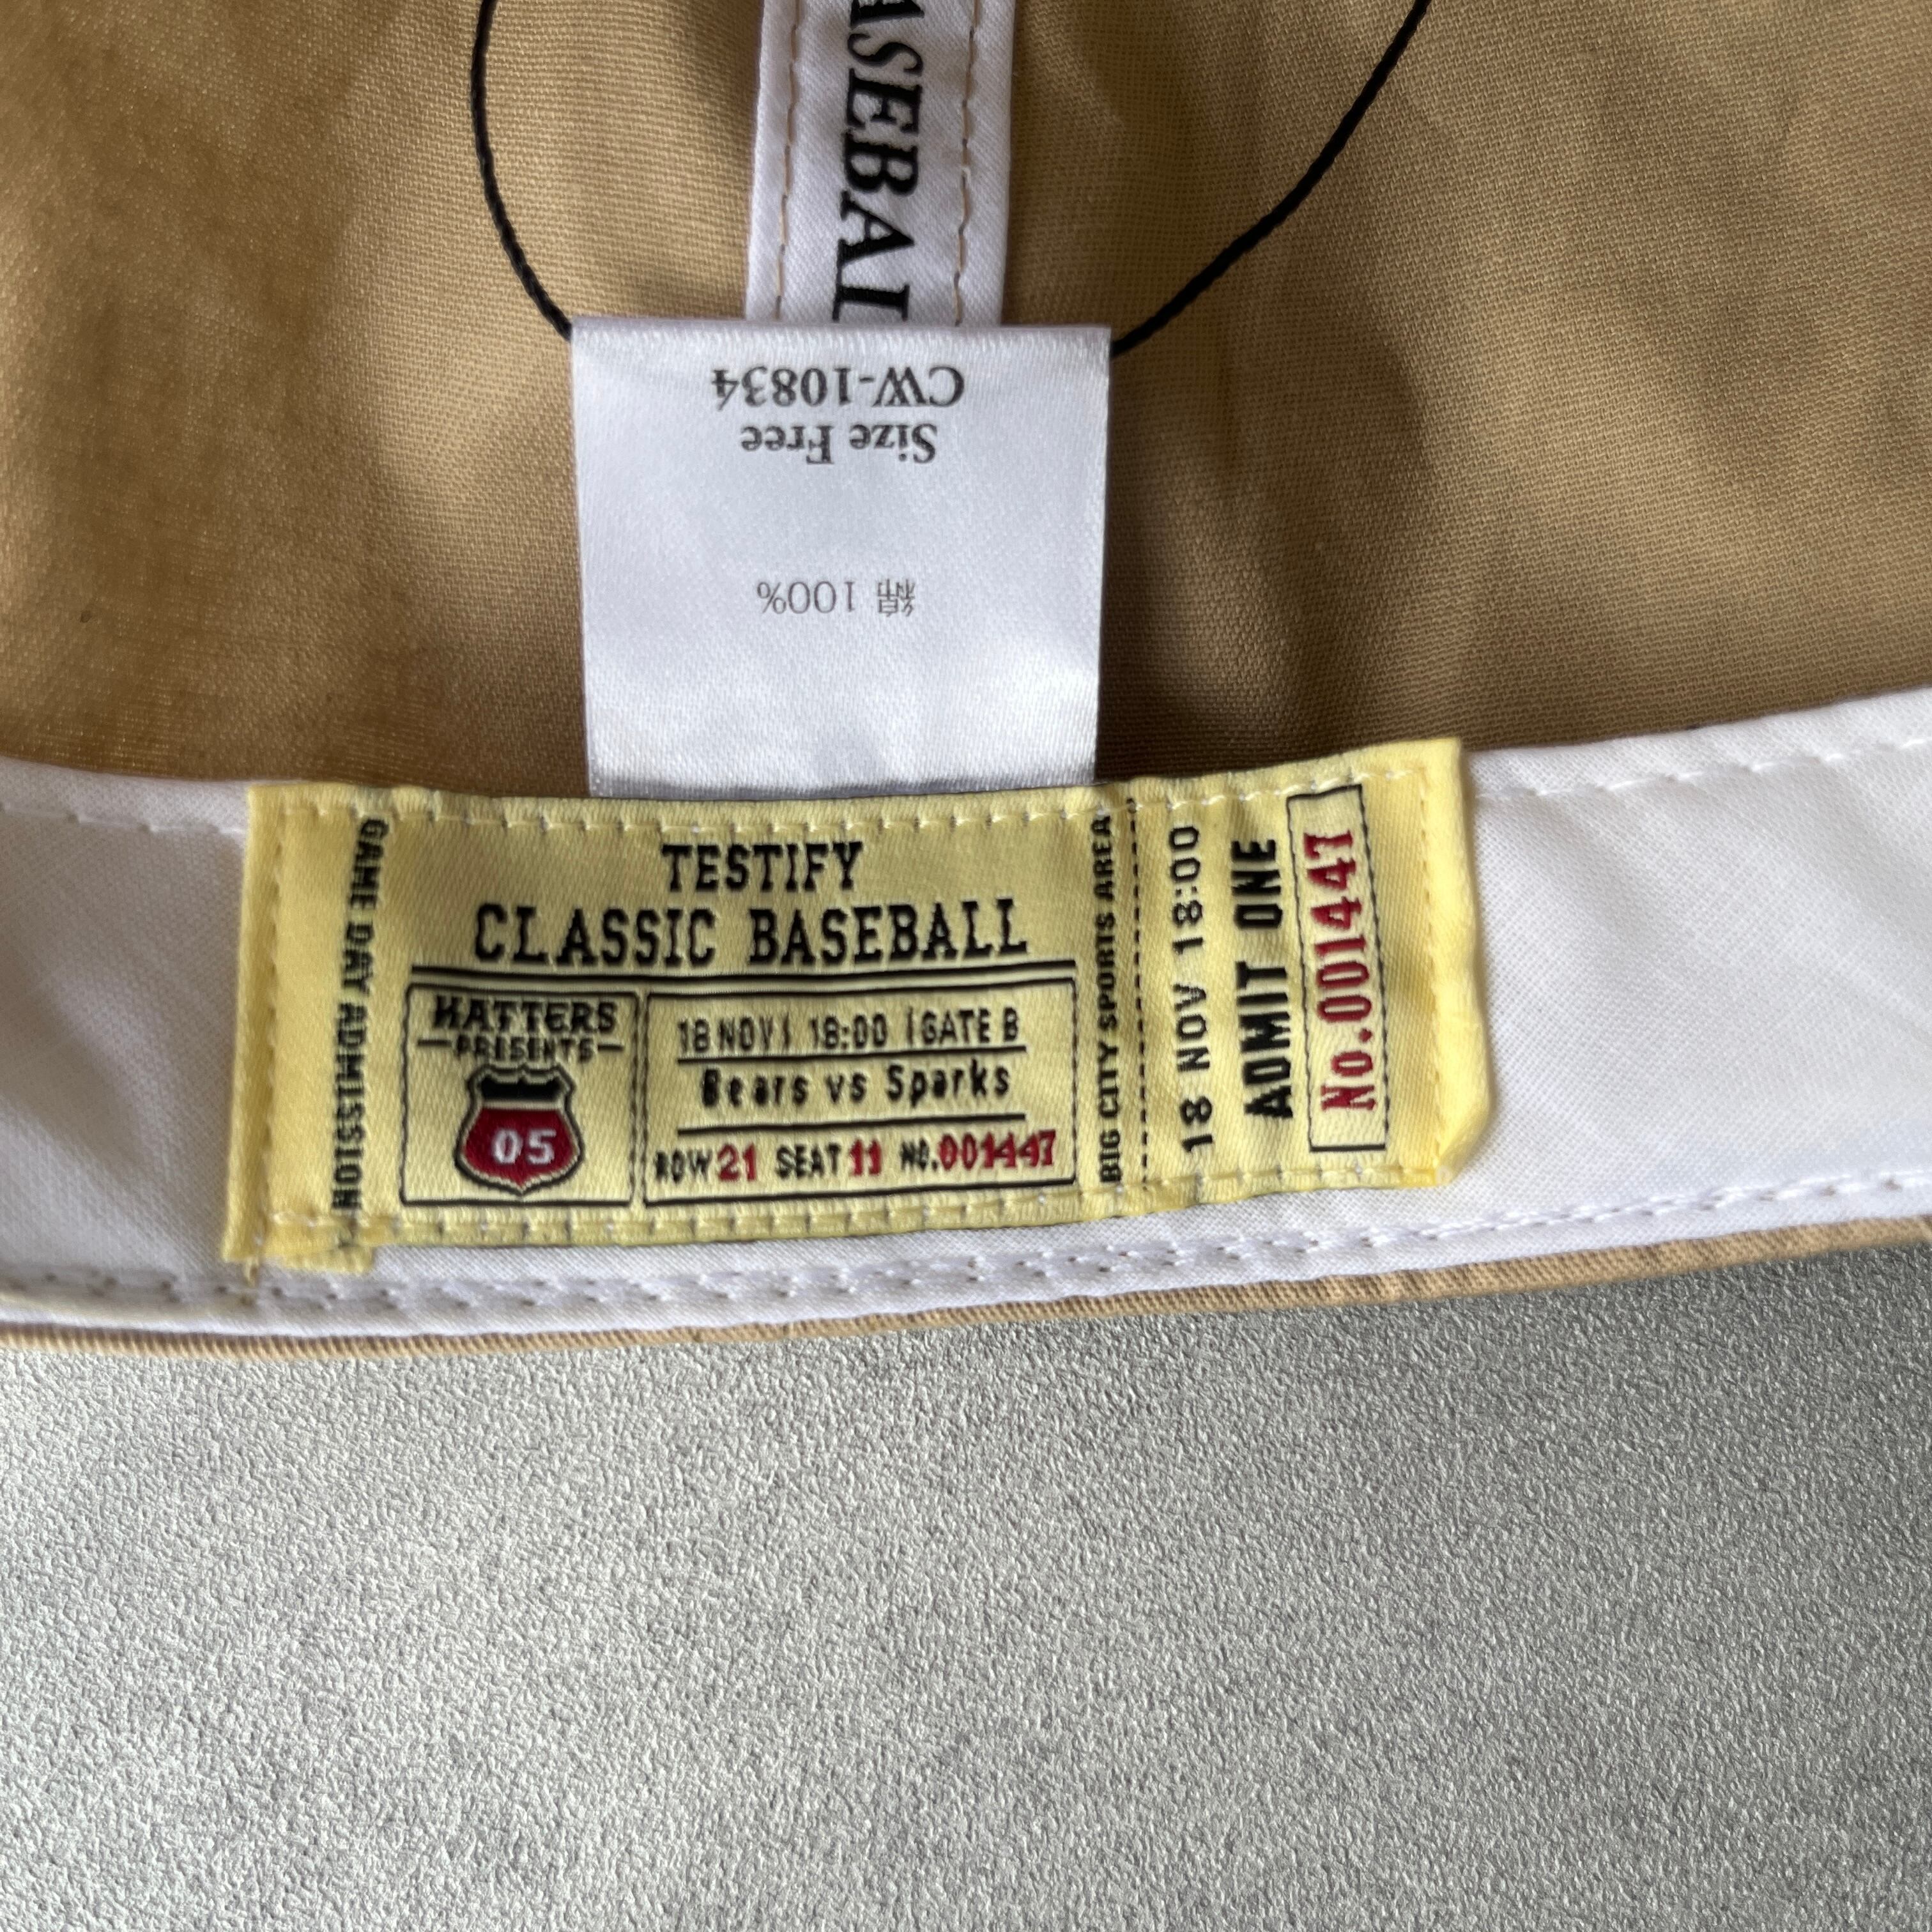 ASEBAL
CW-10834
Size Free
綿 100%
GAME DAY ADMISSION
TESTIFY
CLASSIC BASEBALL
HATTERS
PRESENTS
05
18 NOV | 18:00 | GATE B
Bears vs Sparks
ROW 21 SEAT 11 NO.001447
BIG CITY SPORTS AREA
18 NOV 18:00
ADMIT ONE
No.001447